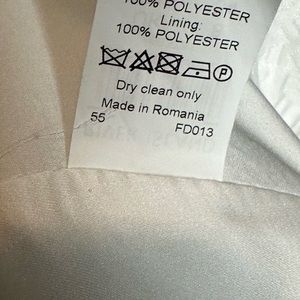 100% POLYESTER
Lining:
100% POLYESTER
Dry clean only
Made in Romania
55 FD013